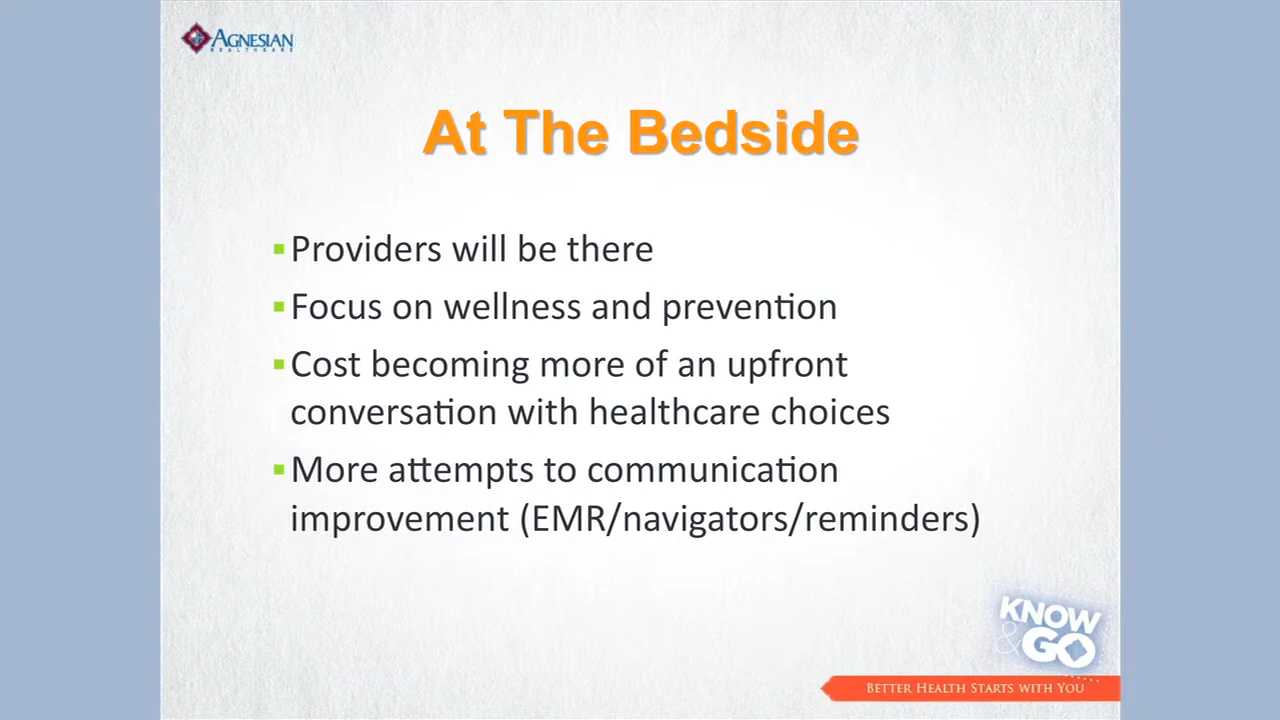 AGNESIAN
HEALTHCARE
At The Bedside
▪Providers will be there
▪Focus on wellness and prevention
▪Cost becoming more of an upfront
conversation with healthcare choices
▪More attempts to communication
improvement (EMR/navigators/reminders)
KNOW
& GO
BETTER HEALTH STARTS WITH YOU